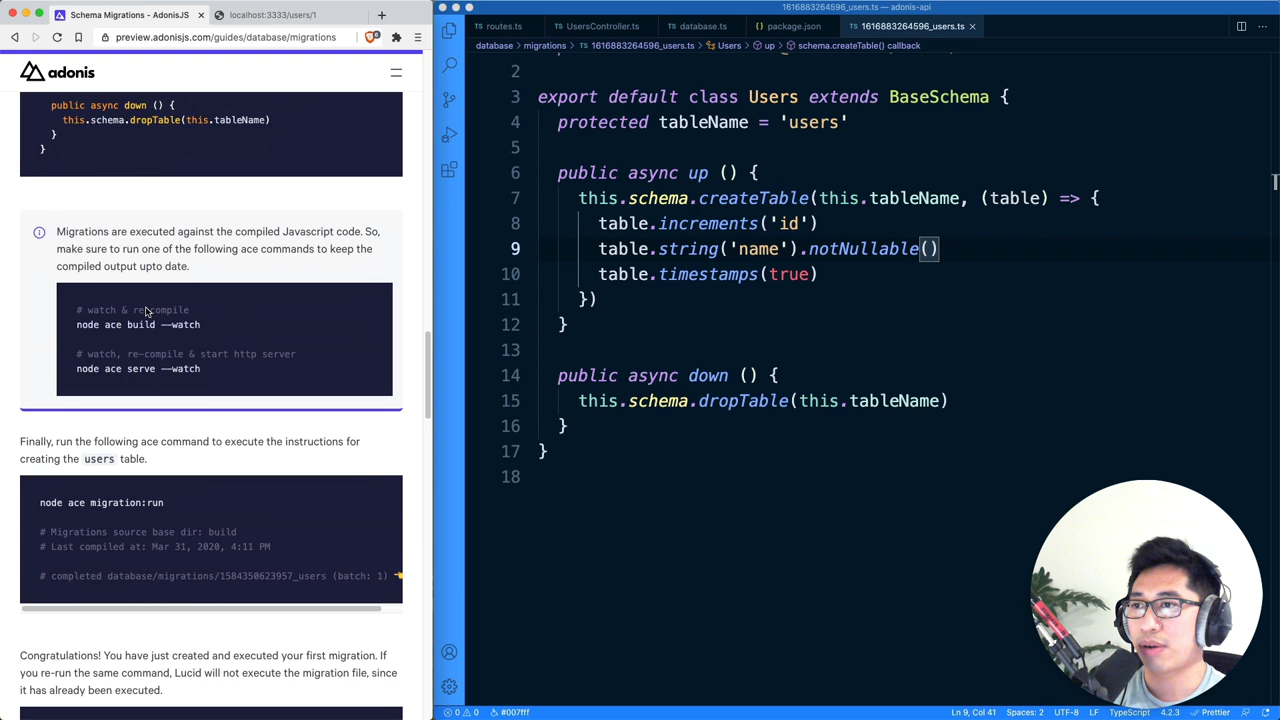 Schema Migrations - AdonisJS
localhost:3333/users/1
preview.adonisjs.com/guides/database/migrations
adonis
public async down () {
this.schema.dropTable(this.tableName)
}
}
Migrations are executed against the compiled Javascript code. So,
make sure to run one of the following ace commands to keep the
compiled output upto date.
# watch & re-compile
node ace build --watch
# watch, re-compile & start http server
node ace serve --watch
Finally, run the following ace command to execute the instructions for
creating the users table.
node ace migration:run
# Migrations source base dir: build
# Last compiled at: Mar 31, 2020, 4:11 PM
# completed database/migrations/1584350623957_users (batch: 1)
Congratulations! You have just created and executed your first migration. If
you re-run the same command, Lucid will not execute the migration file, since
it has already been executed.
1616883264596_users.ts — adonis-api
routes.ts
UsersController.ts
database.ts
package.json
1616883264596_users.ts
database > migrations > 1616883264596_users.ts > Users > up > schema.createTable() callback
2
3 export default class Users extends BaseSchema {
4 protected tableName = 'users'
5
6 public async up () {
7 this.schema.createTable(this.tableName, (table) => {
8 table.increments('id')
9 table.string('name').notNullable()
10 table.timestamps(true)
11 })
12 }
13
14 public async down () {
15 this.schema.dropTable(this.tableName)
16 }
17 }
18
0 0 #007fff
Ln 9, Col 41 Spaces: 2 UTF-8 LF TypeScript 4.2.3 Prettier